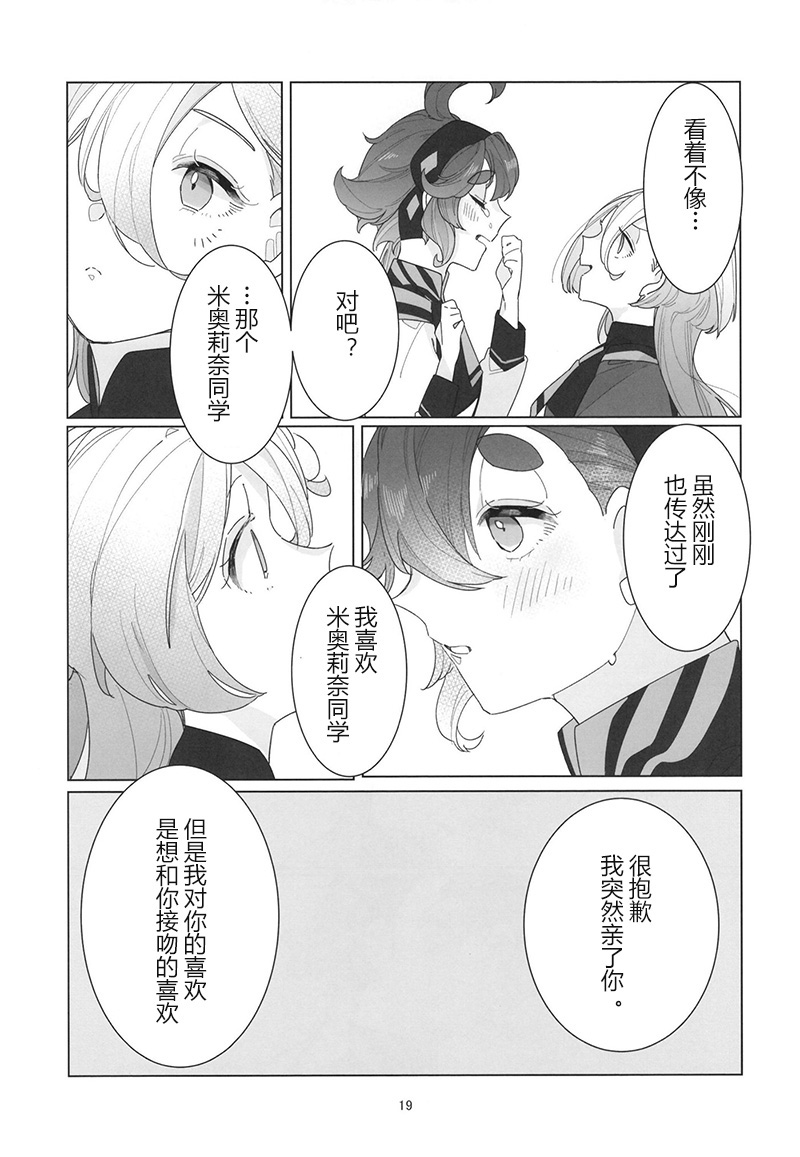 看着不像…
对吧？
…那个
米奥莉奈同学
虽然刚刚
也传达过了
我喜欢
米奥莉奈同学
很抱歉
我突然亲了你。
但是我对你的喜欢
是想和你接吻的喜欢
19